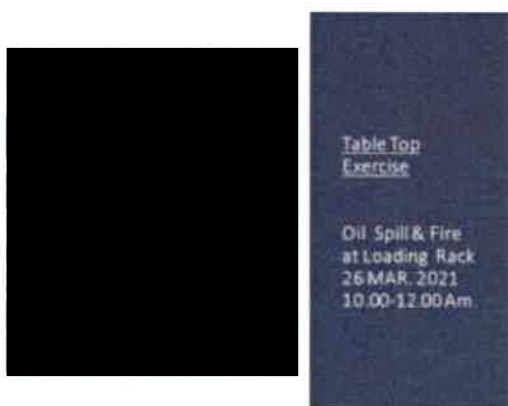 Table Top
Exercise
Oil Spill & Fire
at Loading Rack
26 MAR. 2021
10.00-12.00 Am